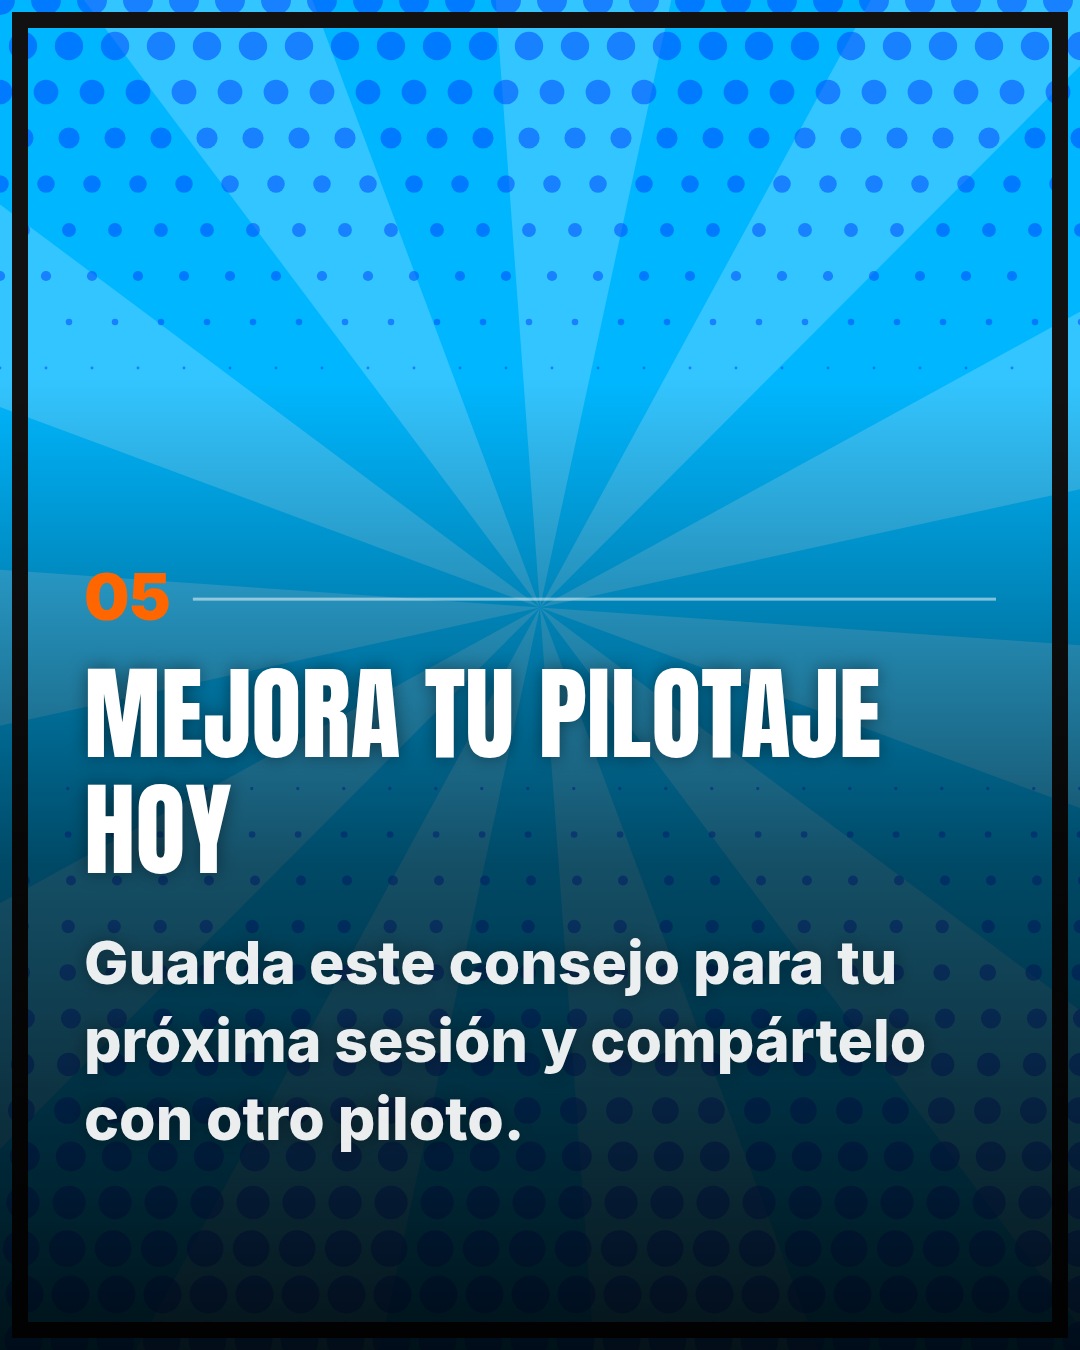 05
MEJORA TU PILOTAJE
HOY
Guarda este consejo para tu
próxima sesión y compártelo
con otro piloto.